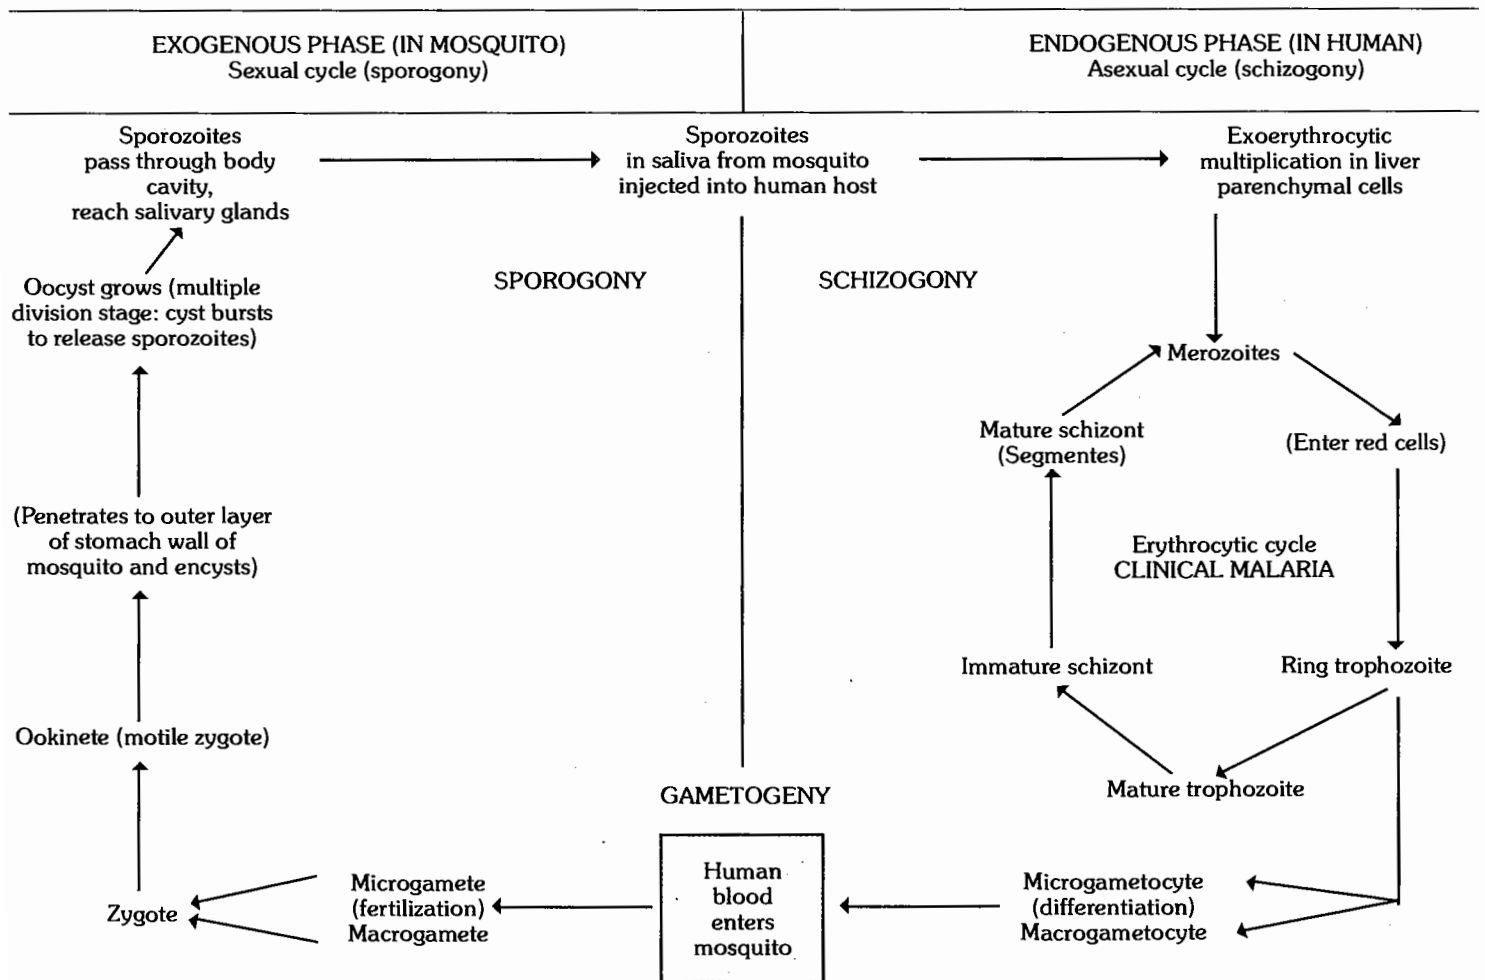 EXOGENOUS PHASE (IN MOSQUITO)
Sexual cycle (sporogony)
ENDOGENOUS PHASE (IN HUMAN)
Asexual cycle (schizogony)
Sporozoites
pass through body
cavity,
reach salivary glands
Sporozoites
in saliva from mosquito
injected into human host
Exoerythrocytic
multiplication in liver
parenchymal cells
Oocyst grows (multiple
division stage: cyst bursts
to release sporozoites)
SPOROGONY
SCHIZOGONY
Merozoites
Mature schizont
(Segmentes)
(Enter red cells)
(Penetrates to outer layer
of stomach wall of
mosquito and encysts)
Erythrocytic cycle
CLINICAL MALARIA
Immature schizont
Ring trophozoite
Ookinete (motile zygote)
Mature trophozoite
GAMETOGENY
Zygote
Microgamete
(fertilization)
Macrogamete
Human
blood
enters
mosquito
Microgametocyte
(differentiation)
Macrogametocyte